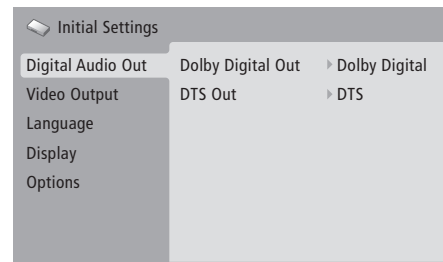 Initial Settings
Digital Audio Out
Dolby Digital Out
Dolby Digital
Video Output
DTS Out
DTS
Language
Display
Options